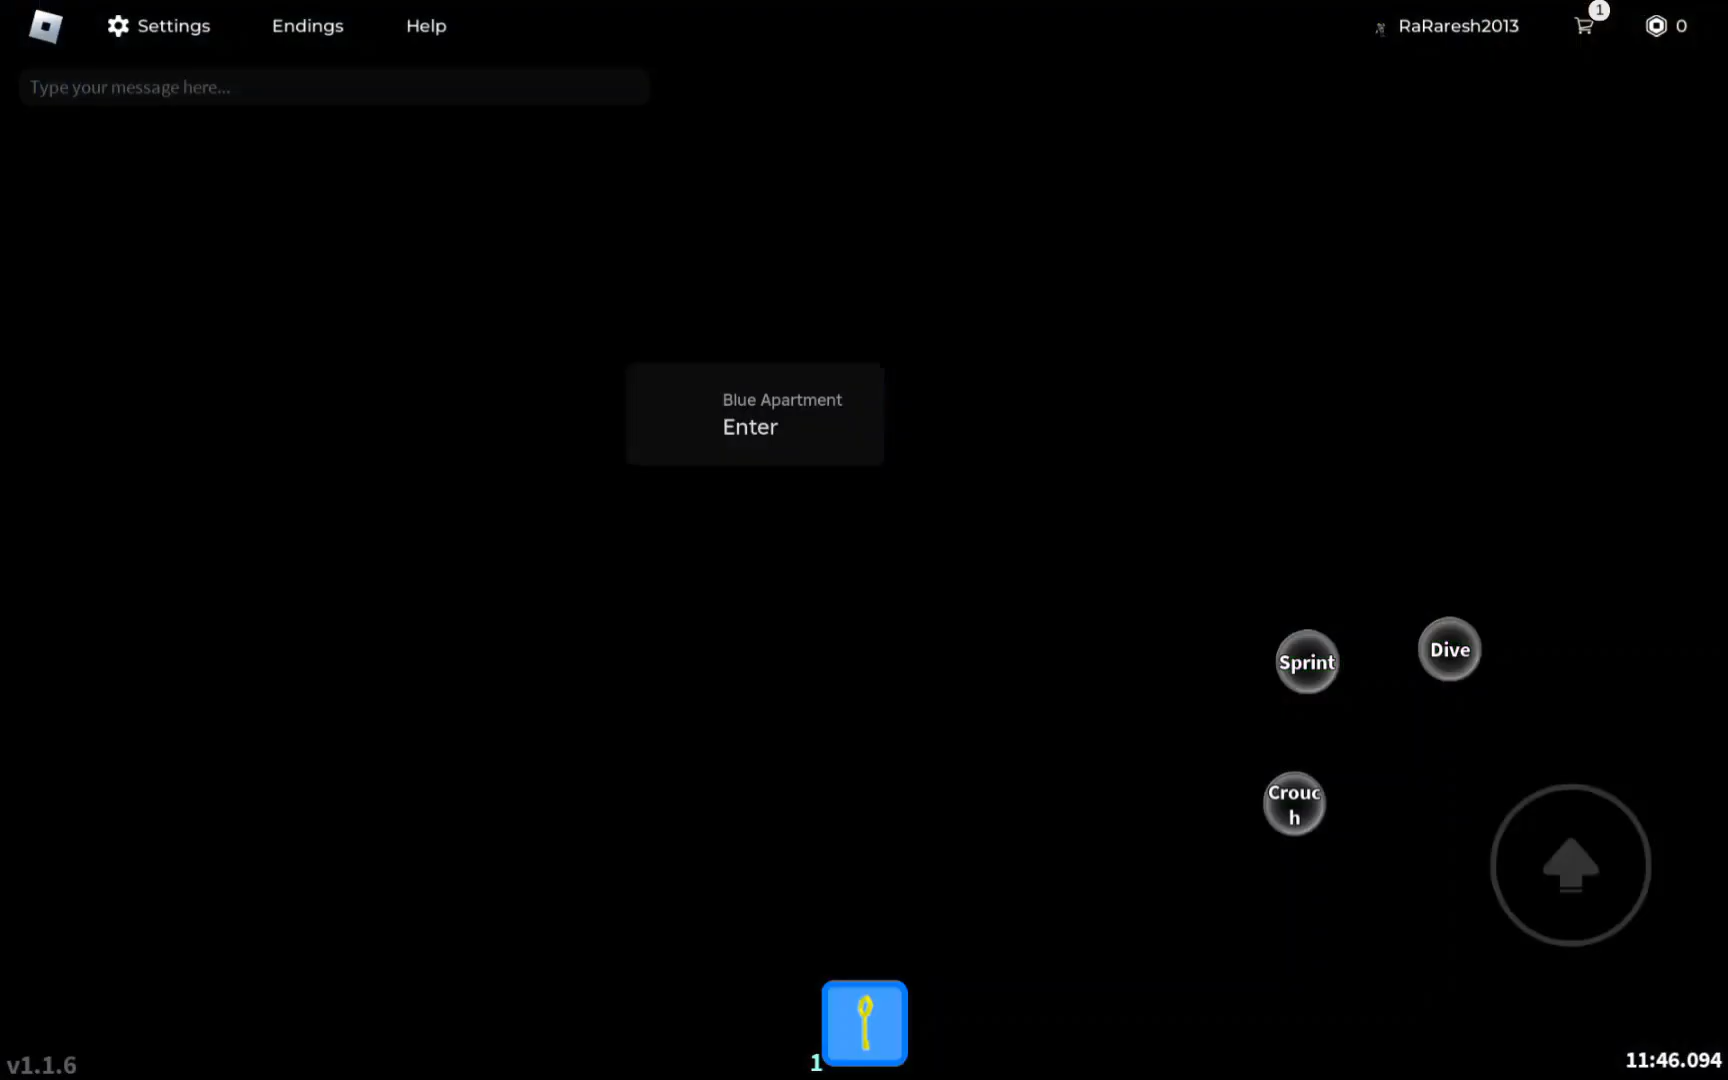 Settings
Endings
Help
RaRaresh2013
1
0
Type your message here...
Blue Apartment
Enter
Sprint
Dive
Crouc
h
v1.1.6
1
11:46.094